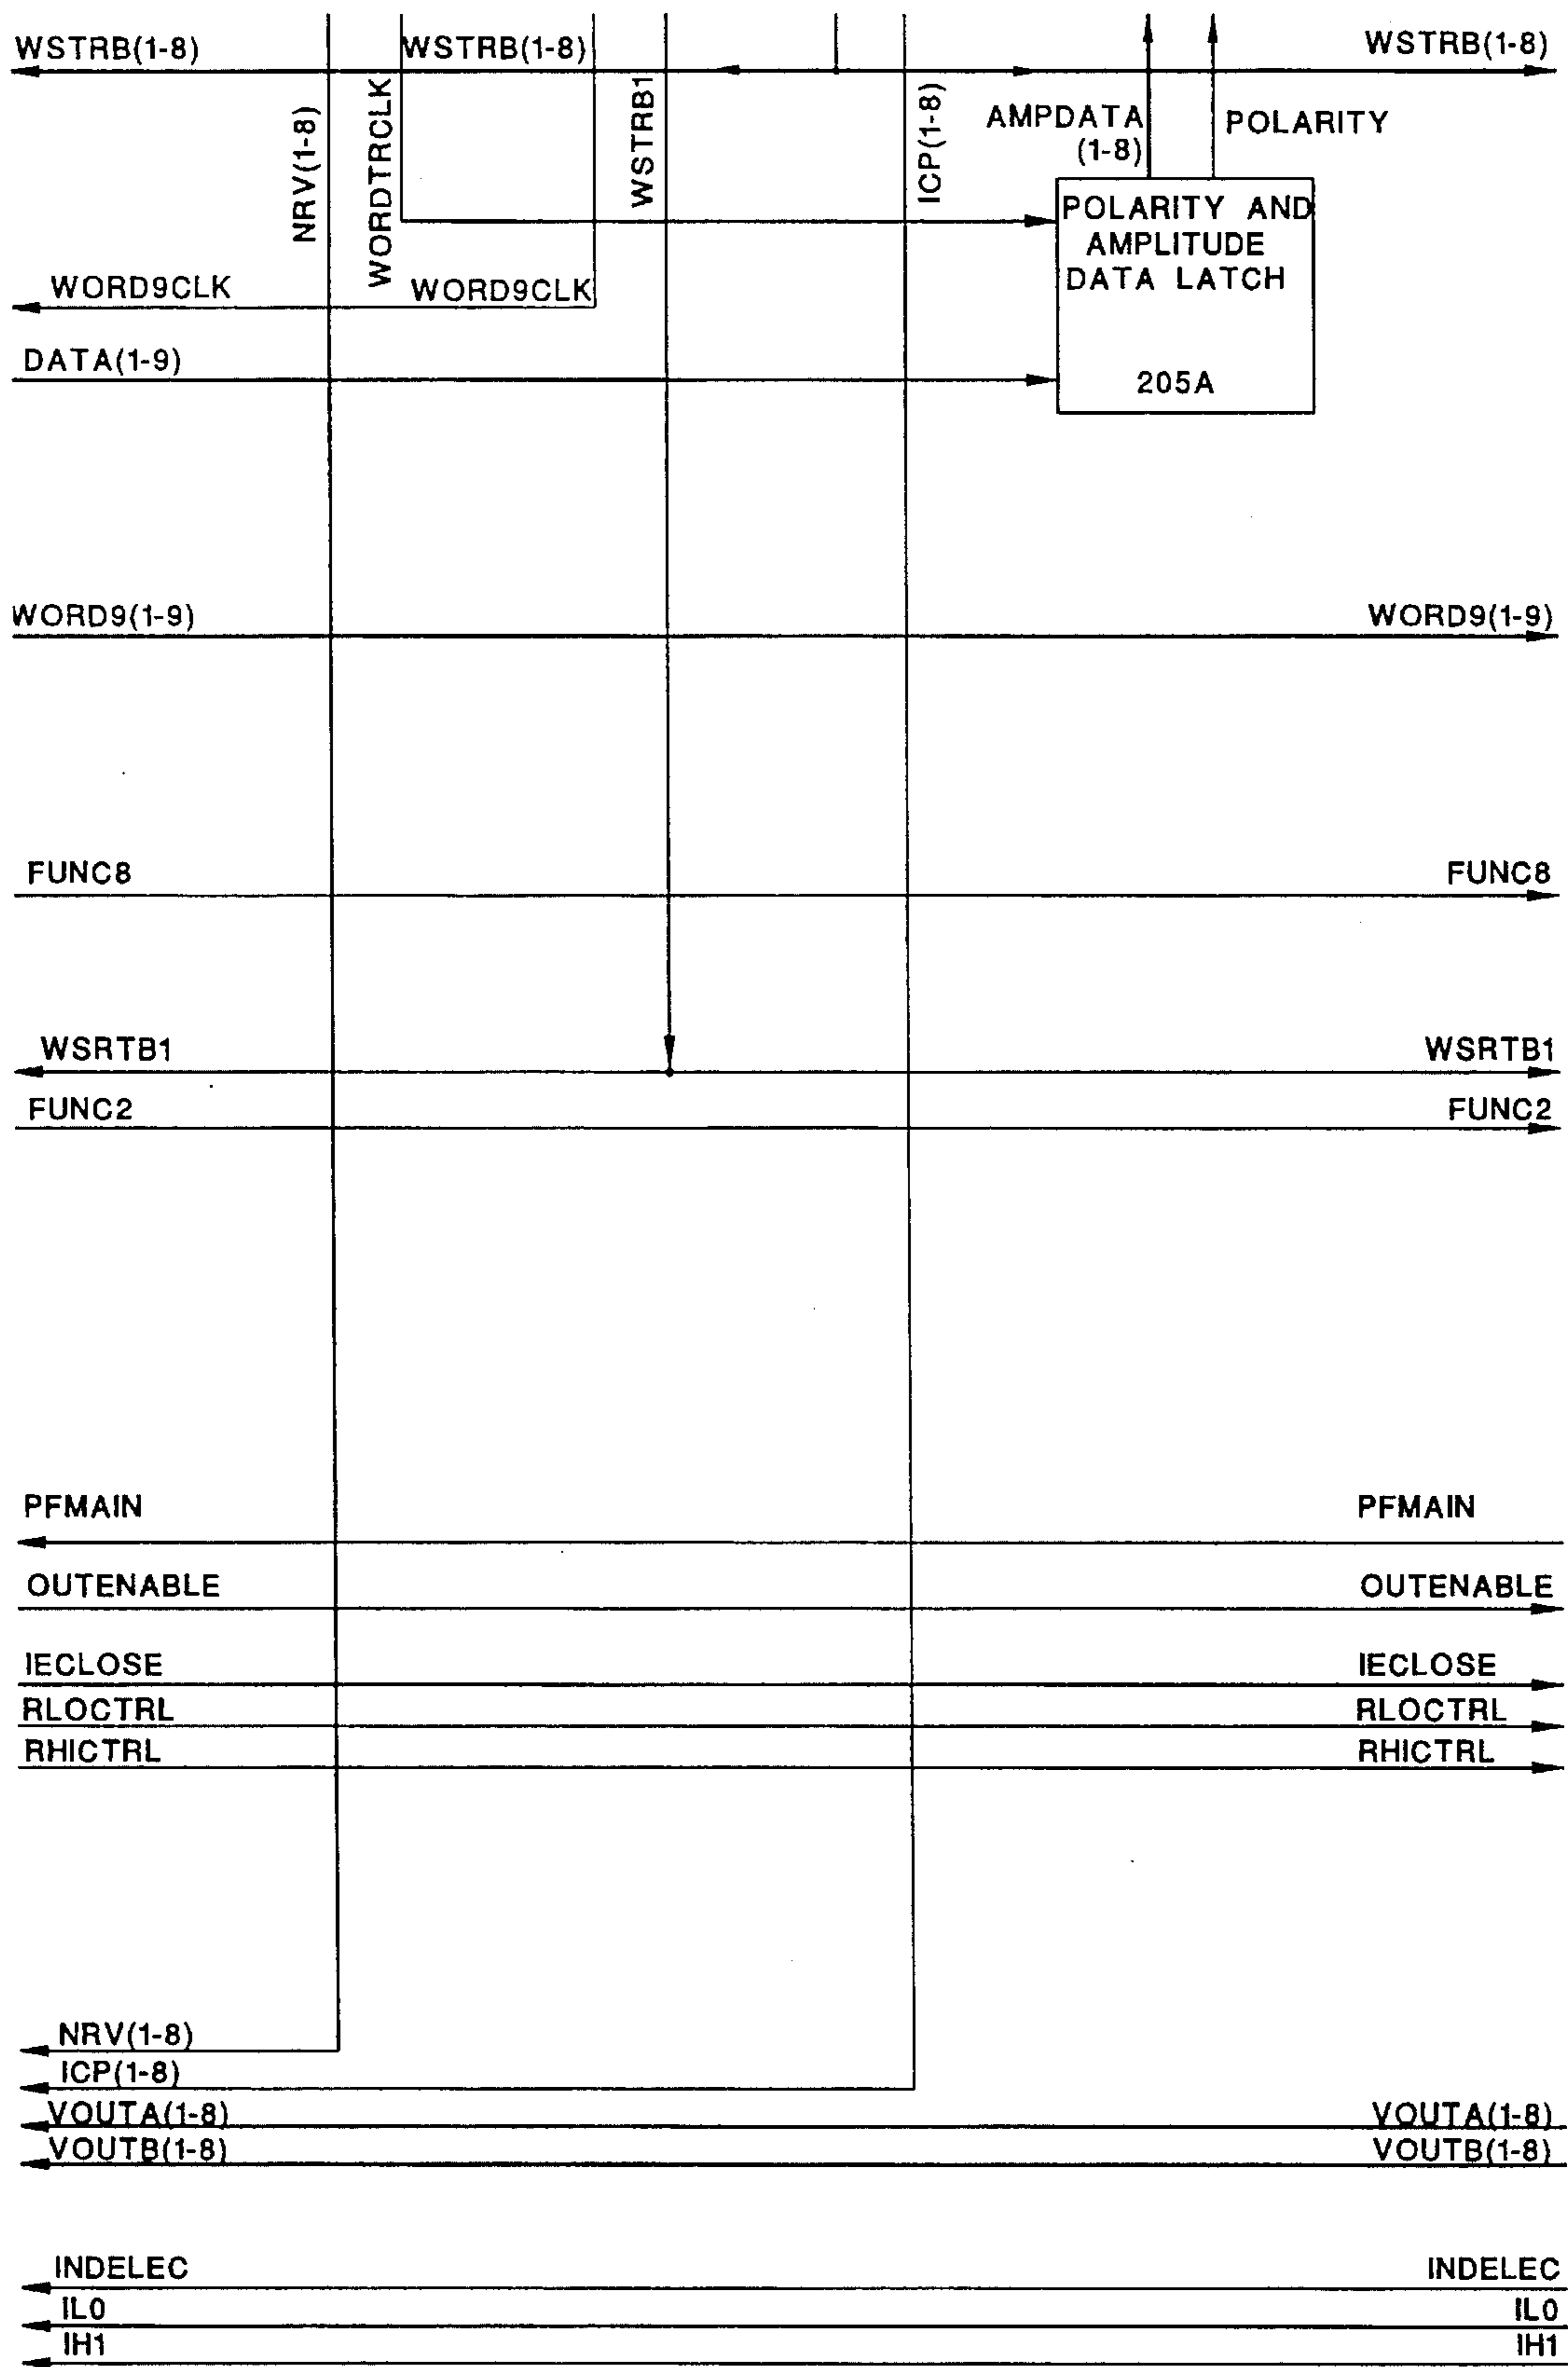 WSTRB(1-8)
WSTRB(1-8)
WSTRB(1-8)
NRV(1-8)
WORDTRCLK
WSTRB1
ICP(1-8)
AMPDATA
(1-8)
POLARITY
POLARITY AND
AMPLITUDE
DATA LATCH
205A
WORD9CLK
WORD9CLK
DATA(1-9)
WORD9(1-9)
WORD9(1-9)
FUNC8
FUNC8
WSRTB1
WSRTB1
FUNC2
FUNC2
PFMAIN
PFMAIN
OUTENABLE
OUTENABLE
IECLOSE
IECLOSE
RLOCTRL
RLOCTRL
RHICTRL
RHICTRL
NRV(1-8)
ICP(1-8)
VOUTA(1-8)
VOUTA(1-8)
VOUTB(1-8)
VOUTB(1-8)
INDELEC
INDELEC
IL0
IL0
IH1
IH1